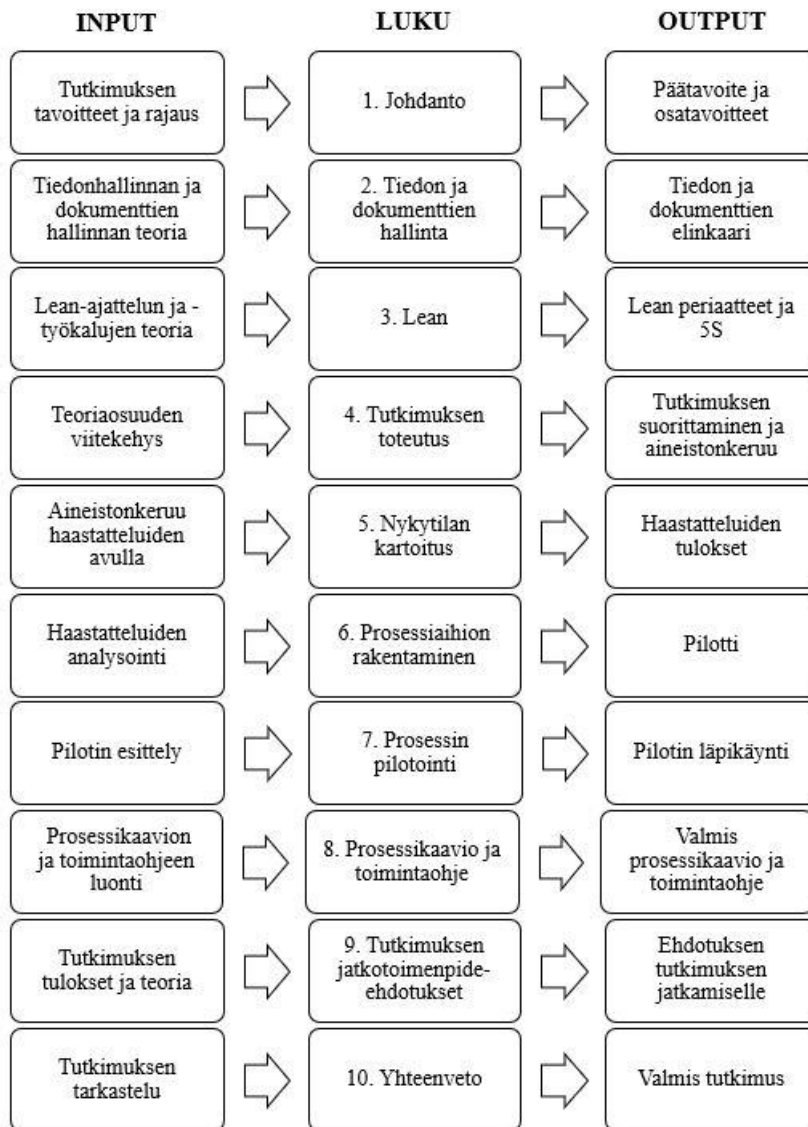 INPUT LUKU OUTPUT
Tutkimuksen
tavoitteet ja rajaus
1. Johdanto
Päätavoite ja
osatavoitteet
Tiedonhallinnan ja
dokumenttien
hallinnan teoria
2. Tiedon ja
dokumenttien
hallinta
Tiedon ja
dokumenttien
elinkaari
Lean-ajattelun ja -
työkalujen teoria
3. Lean
Lean periaatteet ja
5S
Teoriaosuuden
viitekehys
4. Tutkimuksen
toteutus
Tutkimuksen
suorittaminen ja
aineistonkeruu
Aineistonkeruu
haastatteluiden
avulla
5. Nykytilan
kartoitus
Haastatteluiden
tulokset
Haastatteluiden
analysointi
6. Prosessiaihion
rakentaminen
Pilotti
Pilotin esittely
7. Prosessin
pilotointi
Pilotin läpikäynti
Prosessikaavion
ja toimintaohjeen
luonti
8. Prosessikaavio ja
toimintaohje
Valmis
prosessikaavio ja
toimintaohje
Tutkimuksen
tulokset ja teoria
9. Tutkimuksen
jatkotoimenpide-
ehdotukset
Ehdotuksen
tutkimuksen
jatkamiselle
Tutkimuksen
tarkastelu
10. Yhteenveto
Valmis tutkimus